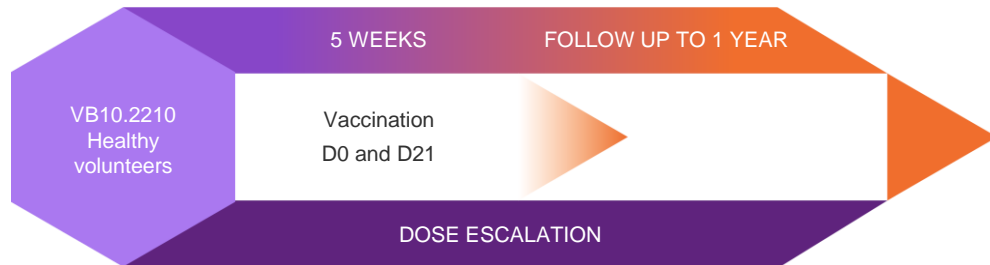 5 WEEKS
FOLLOW UP TO 1 YEAR
VB10.2210
Healthy
volunteers
Vaccination
D0 and D21
DOSE ESCALATION